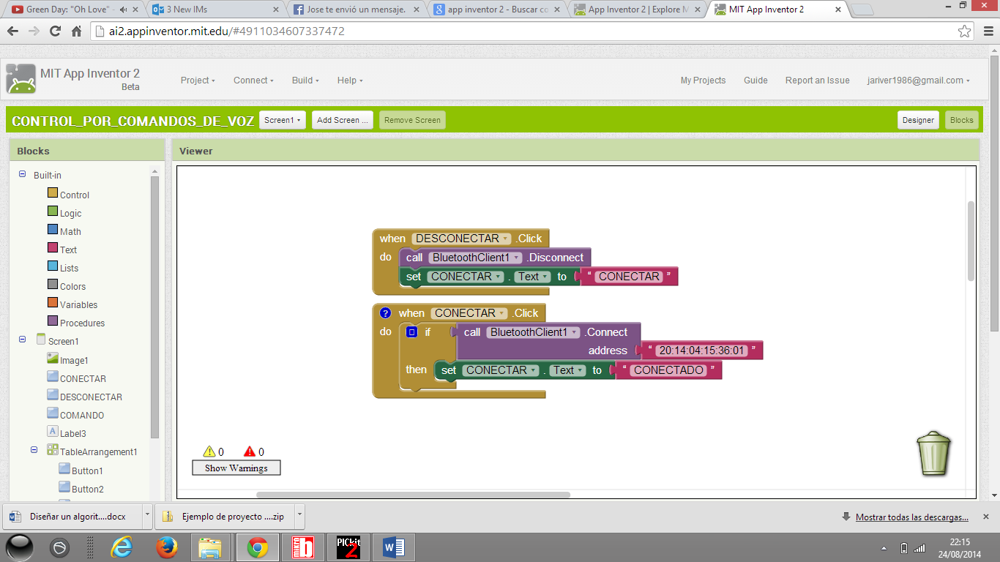 Green Day: "Oh Love" -
3 New IMs
Jose te envió un mensaje.
app inventor 2 - Buscar co
App Inventor 2 | Explore M
MIT App Inventor 2
ai2.appinventor.mit.edu/#4911034607337472
MIT App Inventor 2
Beta
Project Connect Build Help
My Projects Guide Report an Issue jariver1986@gmail.com
CONTROL_POR_COMANDOS_DE_VOZ Screen1 Add Screen ... Remove Screen Designer Blocks
Blocks
Viewer
Built-in
Control
Logic
Math
Text
Lists
Colors
Variables
Procedures
Screen1
Image1
CONECTAR
DESCONECTAR
COMANDO
A Label3
TableArrangement1
Button1
Button2
when DESCONECTAR .Click
do call BluetoothClient1 .Disconnect
set CONECTAR . Text to “ CONECTAR ”
? when CONECTAR .Click
do if call BluetoothClient1 .Connect
address “ 20:14:04:15:36:01 ”
then set CONECTAR . Text to “ CONECTADO ”
0 0
Show Warnings
Diseñar un algorit....docx
Ejemplo de proyecto ....zip
Mostrar todas las descargas...
PICkit
2
22:15
24/08/2014